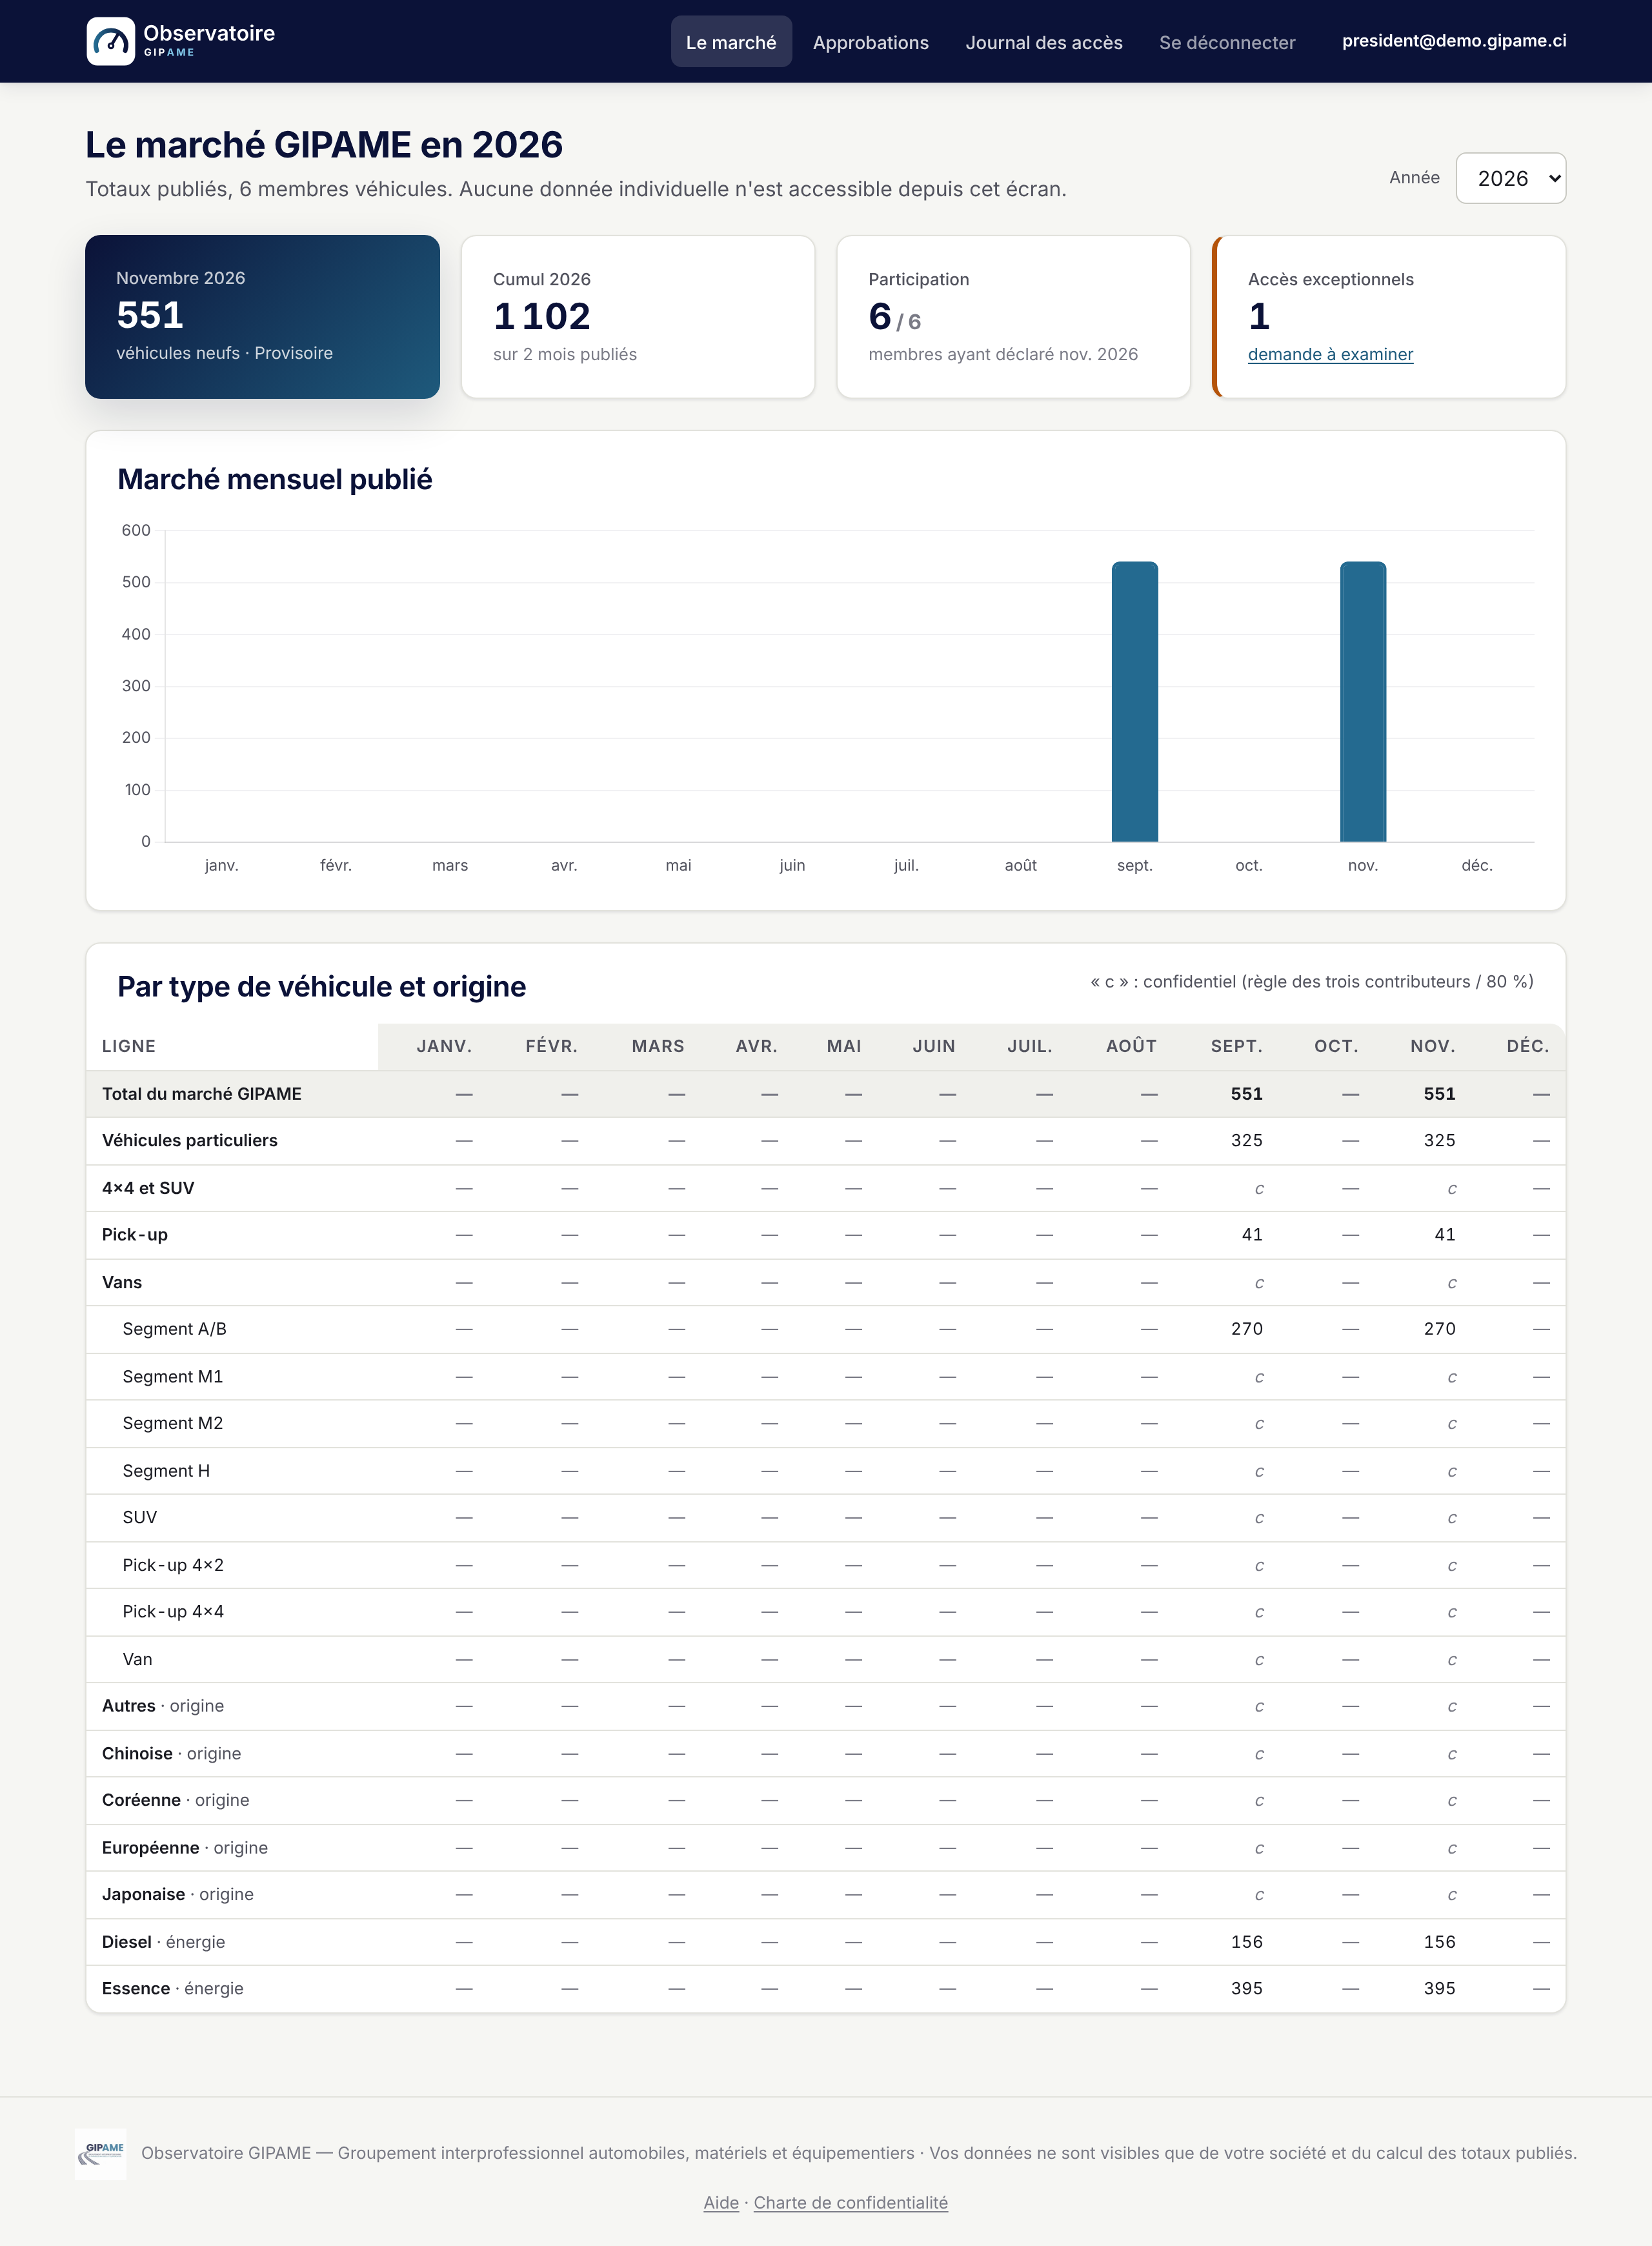 Observatoire
GIPAME
Le marché Approbations Journal des accès Se déconnecter president@demo.gipame.ci
Le marché GIPAME en 2026
Totaux publiés, 6 membres véhicules. Aucune donnée individuelle n'est accessible depuis cet écran.
Année 2026
Novembre 2026
551
véhicules neufs · Provisoire
Cumul 2026
1 102
sur 2 mois publiés
Participation
6 / 6
membres ayant déclaré nov. 2026
Accès exceptionnels
1
demande à examiner
Marché mensuel publié
600
500
400
300
200
100
0
janv. févr. mars avr. mai juin juil. août sept. oct. nov. déc.
Par type de véhicule et origine
« c » : confidentiel (règle des trois contributeurs / 80 %)
LIGNE JANV. FÉVR. MARS AVR. MAI JUIN JUIL. AOÛT SEPT. OCT. NOV. DÉC.
Total du marché GIPAME — — — — — — — — 551 — 551 —
Véhicules particuliers — — — — — — — — 325 — 325 —
4×4 et SUV — — — — — — — — c — c —
Pick-up — — — — — — — — 41 — 41 —
Vans — — — — — — — — c — c —
Segment A/B — — — — — — — — 270 — 270 —
Segment M1 — — — — — — — — c — c —
Segment M2 — — — — — — — — c — c —
Segment H — — — — — — — — c — c —
SUV — — — — — — — — c — c —
Pick-up 4×2 — — — — — — — — c — c —
Pick-up 4×4 — — — — — — — — c — c —
Van — — — — — — — — c — c —
Autres · origine — — — — — — — — c — c —
Chinoise · origine — — — — — — — — c — c —
Coréenne · origine — — — — — — — — c — c —
Européenne · origine — — — — — — — — c — c —
Japonaise · origine — — — — — — — — c — c —
Diesel · énergie — — — — — — — — 156 — 156 —
Essence · énergie — — — — — — — — 395 — 395 —
GIPAME
Observatoire GIPAME — Groupement interprofessionnel automobiles, matériels et équipementiers · Vos données ne sont visibles que de votre société et du calcul des totaux publiés.
Aide · Charte de confidentialité